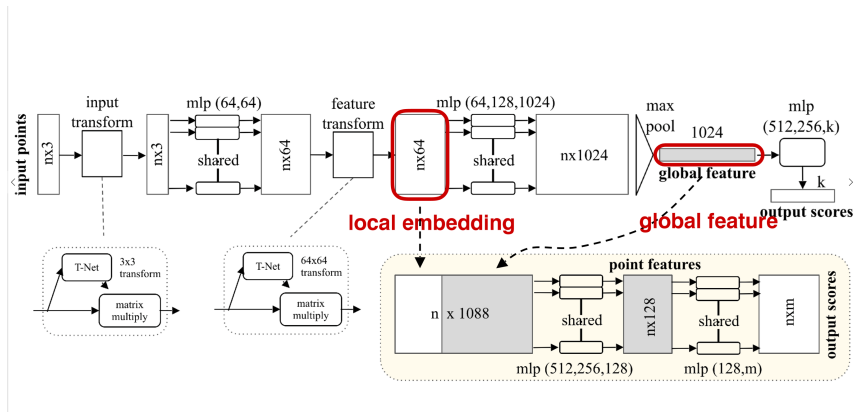 input points
nx3
input
transform
nx3
mlp (64,64)
shared
nx64
feature
transform
nx64
mlp (64,128,1024)
shared
nx1024
max
pool
1024
global feature
mlp
(512,256,k)
k
output scores
local embedding
global feature
T-Net
3x3
transform
matrix
multiply
T-Net
64x64
transform
matrix
multiply
point features
n x 1088
shared
mlp (512,256,128)
nx128
shared
mlp (128,m)
nxm
output scores